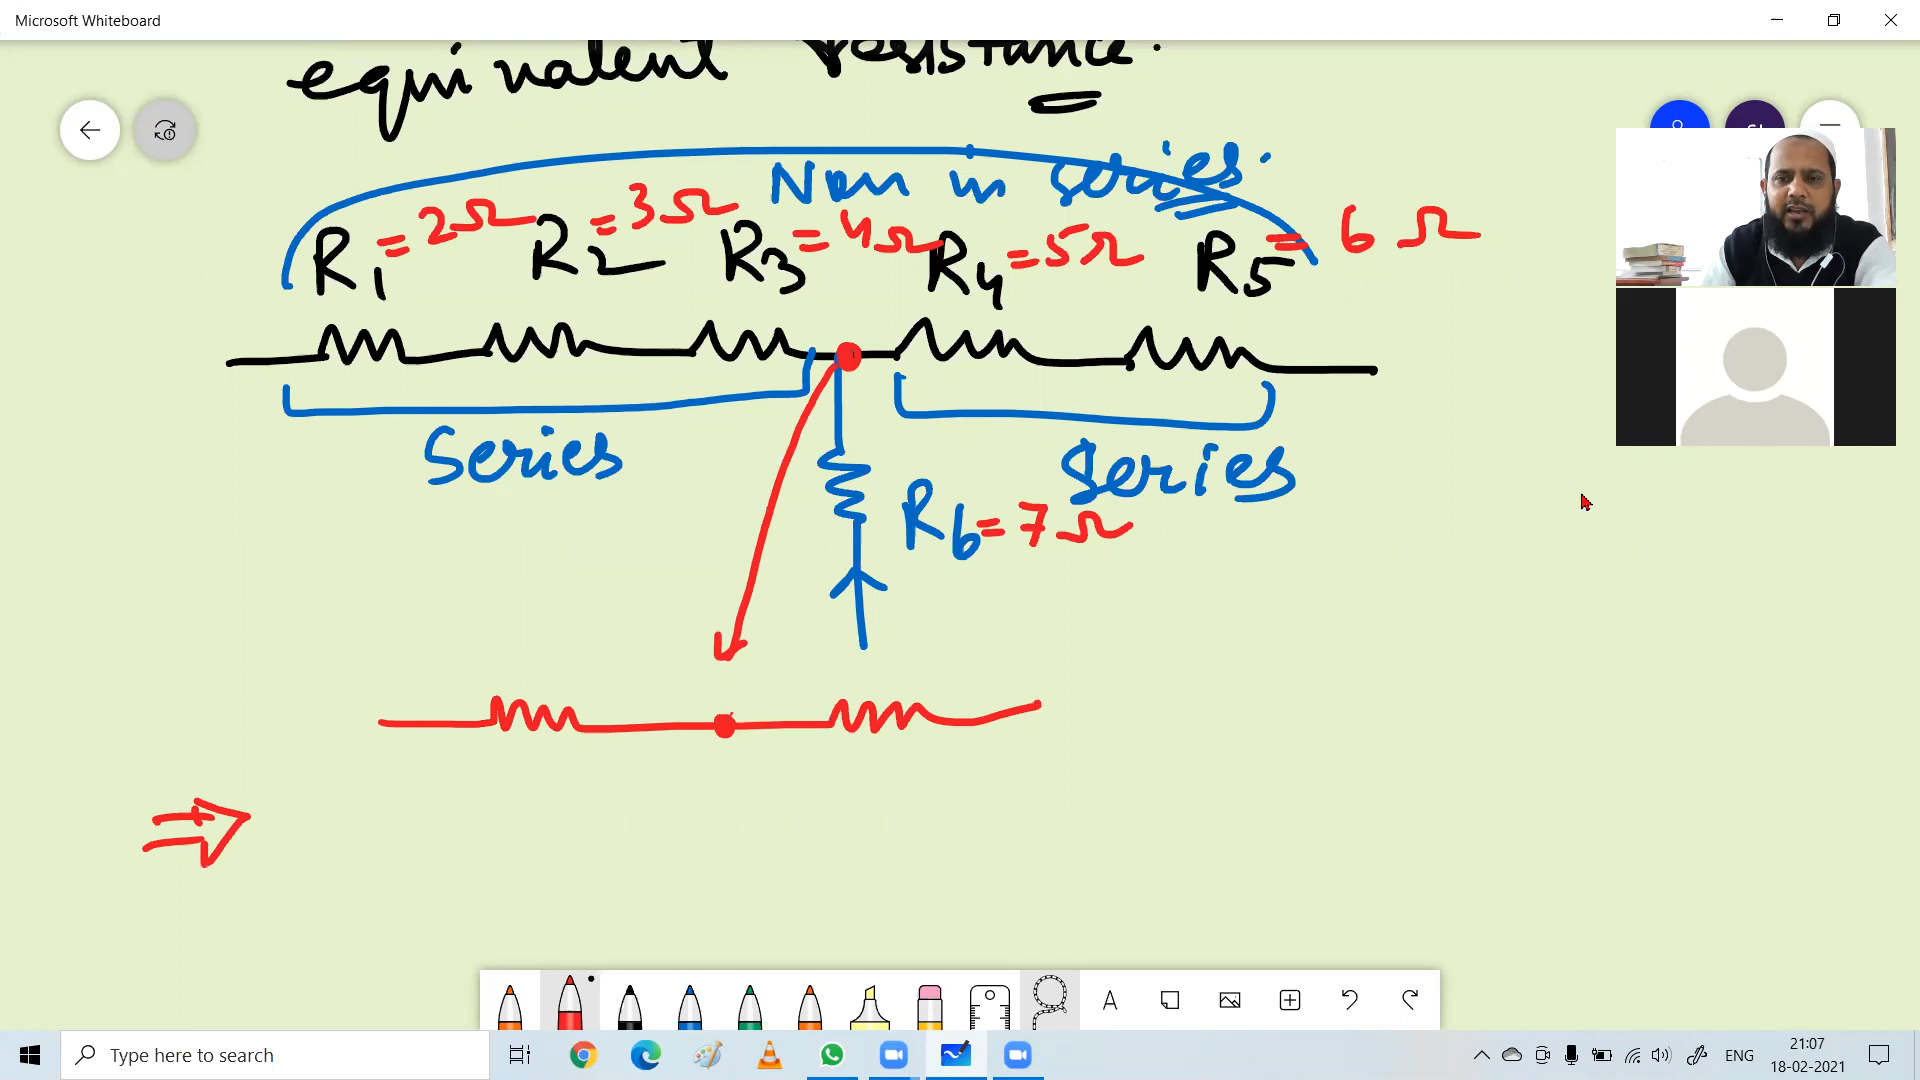 Microsoft Whiteboard
equivalent resistance.
Non in series.
R1 = 2Ω R2 = 3Ω R3 = 4Ω R4 = 5Ω R5 = 6Ω
Series
Series
R6 = 7Ω
Type here to search
ENG
21:07
18-02-2021